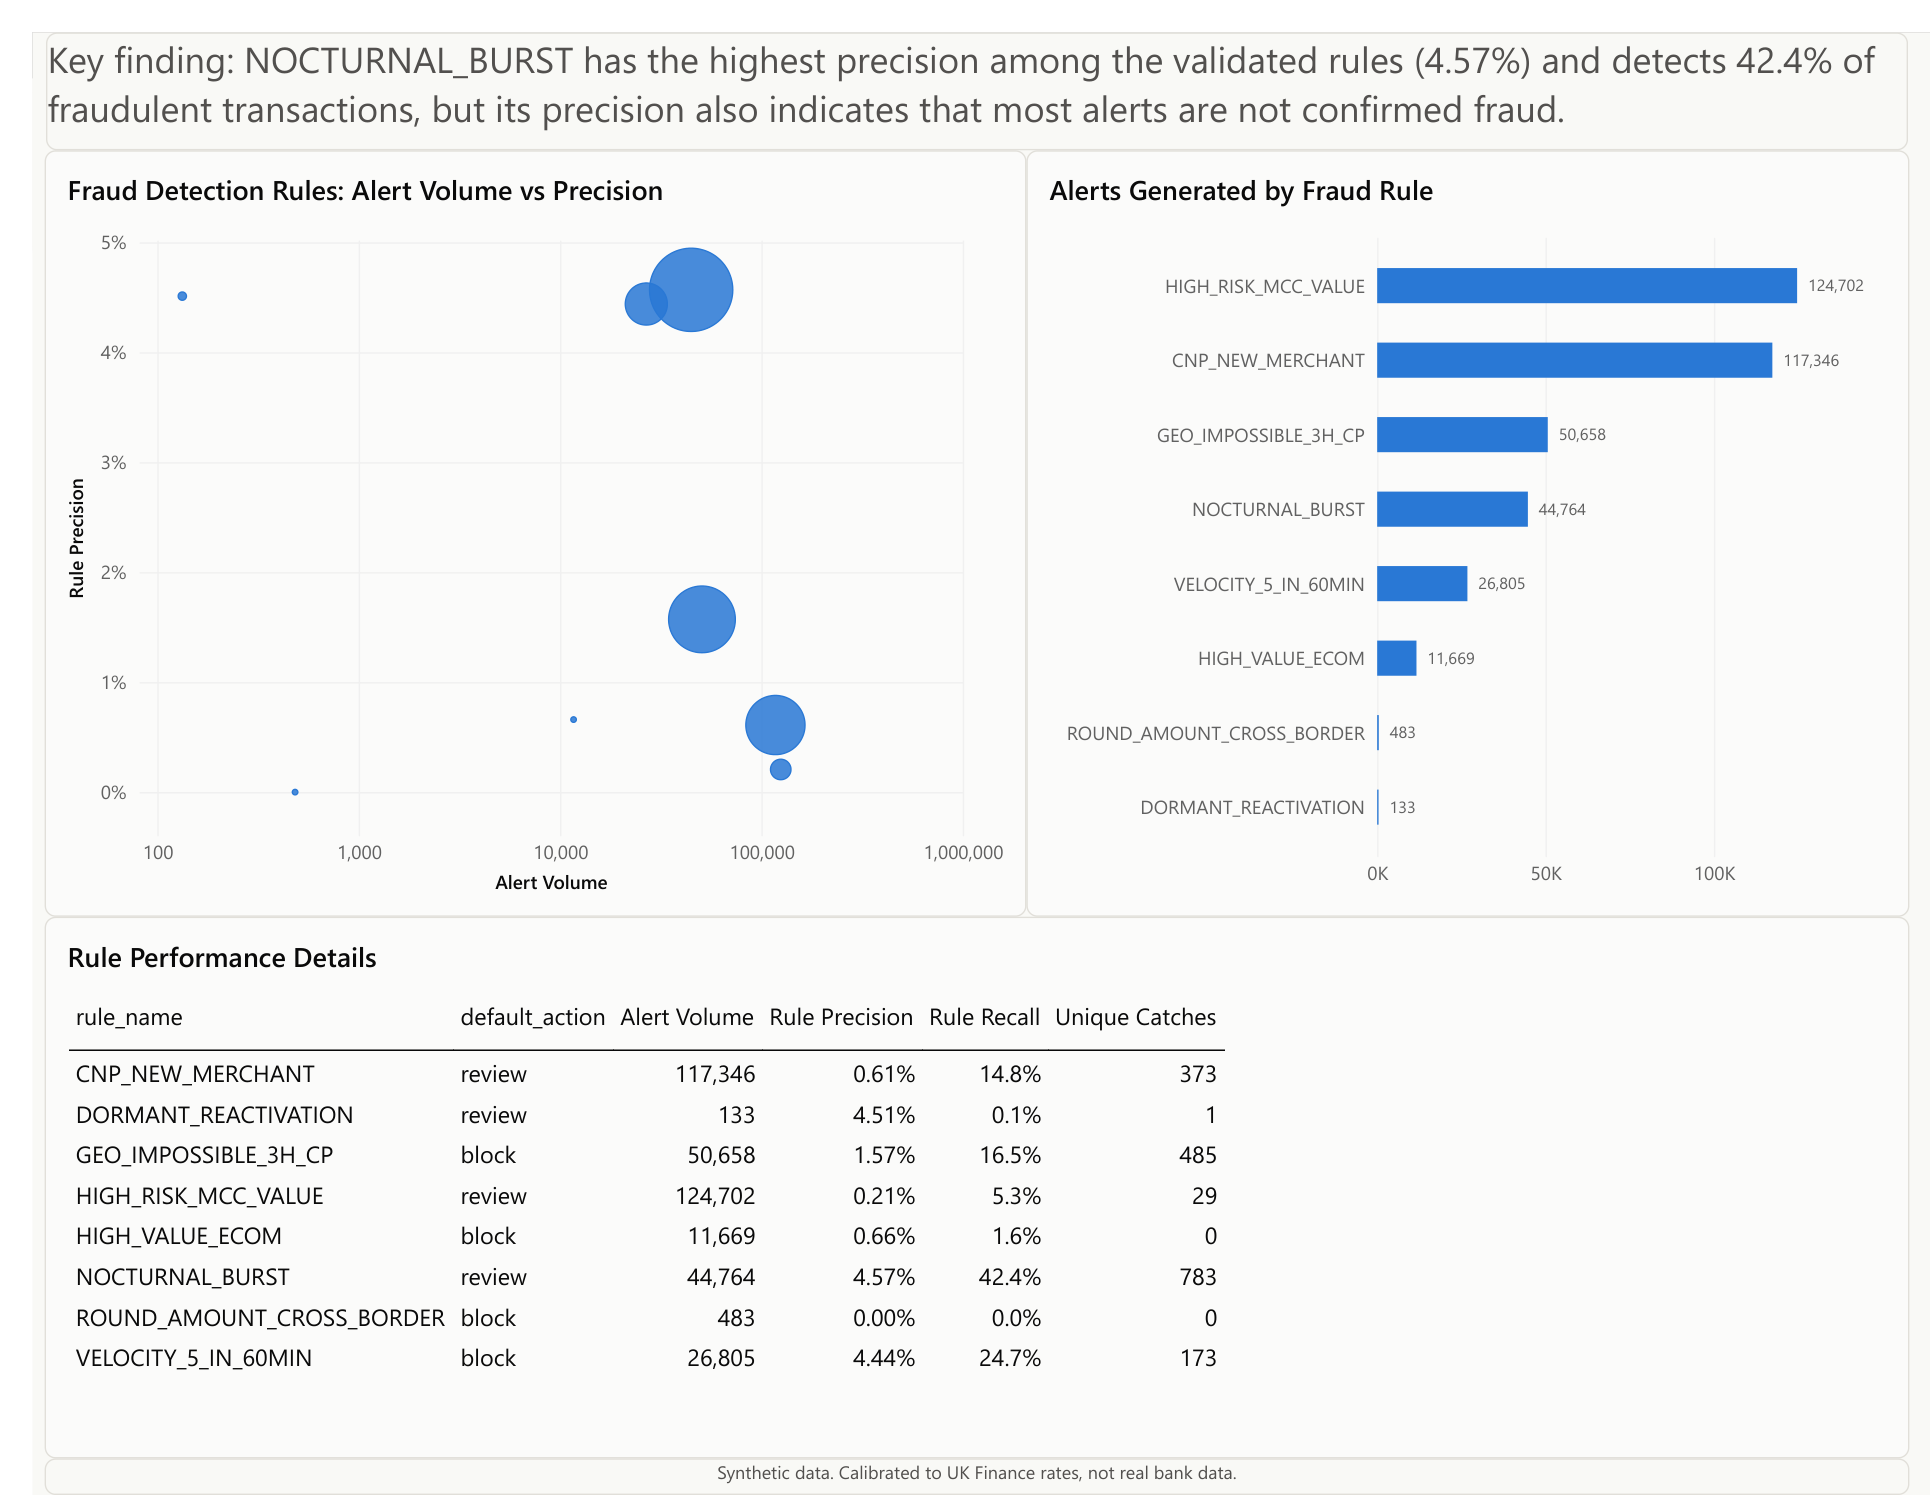 Key finding: NOCTURNAL_BURST has the highest precision among the validated rules (4.57%) and detects 42.4% of
fraudulent transactions, but its precision also indicates that most alerts are not confirmed fraud.
Fraud Detection Rules: Alert Volume vs Precision
Rule Precision
5%
4%
3%
2%
1%
0%
100 1,000 10,000 100,000 1,000,000
Alert Volume
Alerts Generated by Fraud Rule
HIGH_RISK_MCC_VALUE 124,702
CNP_NEW_MERCHANT 117,346
GEO_IMPOSSIBLE_3H_CP 50,658
NOCTURNAL_BURST 44,764
VELOCITY_5_IN_60MIN 26,805
HIGH_VALUE_ECOM 11,669
ROUND_AMOUNT_CROSS_BORDER 483
DORMANT_REACTIVATION 133
0K 50K 100K
Rule Performance Details
rule_name default_action Alert Volume Rule Precision Rule Recall Unique Catches
CNP_NEW_MERCHANT review 117,346 0.61% 14.8% 373
DORMANT_REACTIVATION review 133 4.51% 0.1% 1
GEO_IMPOSSIBLE_3H_CP block 50,658 1.57% 16.5% 485
HIGH_RISK_MCC_VALUE review 124,702 0.21% 5.3% 29
HIGH_VALUE_ECOM block 11,669 0.66% 1.6% 0
NOCTURNAL_BURST review 44,764 4.57% 42.4% 783
ROUND_AMOUNT_CROSS_BORDER block 483 0.00% 0.0% 0
VELOCITY_5_IN_60MIN block 26,805 4.44% 24.7% 173
Synthetic data. Calibrated to UK Finance rates, not real bank data.